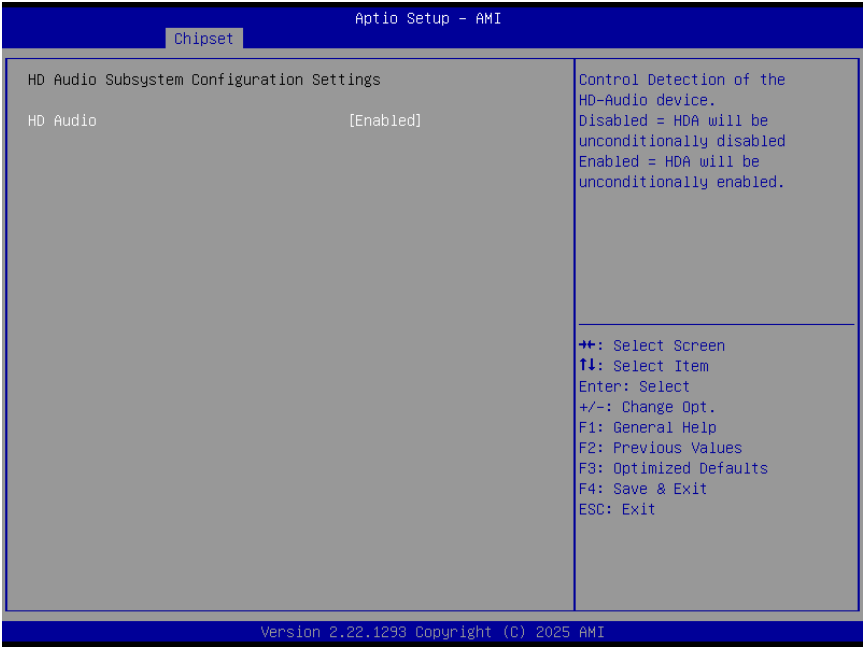 Aptio Setup – AMI
Chipset
HD Audio Subsystem Configuration Settings
HD Audio [Enabled]
Control Detection of the
HD-Audio device.
Disabled = HDA will be
unconditionally disabled
Enabled = HDA will be
unconditionally enabled.
→←: Select Screen
↑↓: Select Item
Enter: Select
+/-: Change Opt.
F1: General Help
F2: Previous Values
F3: Optimized Defaults
F4: Save & Exit
ESC: Exit
Version 2.22.1293 Copyright (C) 2025 AMI